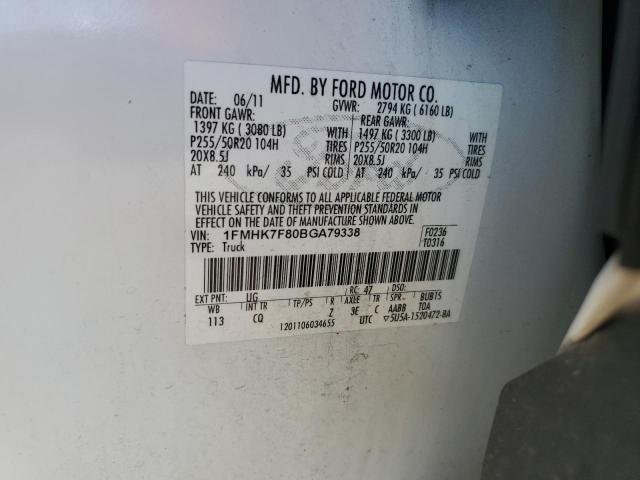 MFD. BY FORD MOTOR CO.
DATE: 06/11 GVWR: 2794 KG ( 6160 LB)
FRONT GAWR: REAR GAWR:
1397 KG ( 3080 LB) WITH 1497 KG ( 3300 LB) WITH
P255/50R20 104H TIRES P255/50R20 104H TIRES
20X8.5J RIMS 20X8.5J RIMS
AT 240 kPa/ 35 PSI COLD AT 240 kPa/ 35 PSI COLD
THIS VEHICLE CONFORMS TO ALL APPLICABLE FEDERAL MOTOR
VEHICLE SAFETY AND THEFT PREVENTION STANDARDS IN
EFFECT ON THE DATE OF MANUFACTURE SHOWN ABOVE.
VIN: 1FMHK7F80BGA79338 F0236
TYPE: Truck T0316
EXT PNT: UG RC: 47 DSO:
WB INT TR TP/PS R AXLE TR SPR BUBTS
113 CQ Z 3E C AABB TOA
1201106034655 UTC ▽5U5A-1520472-BA